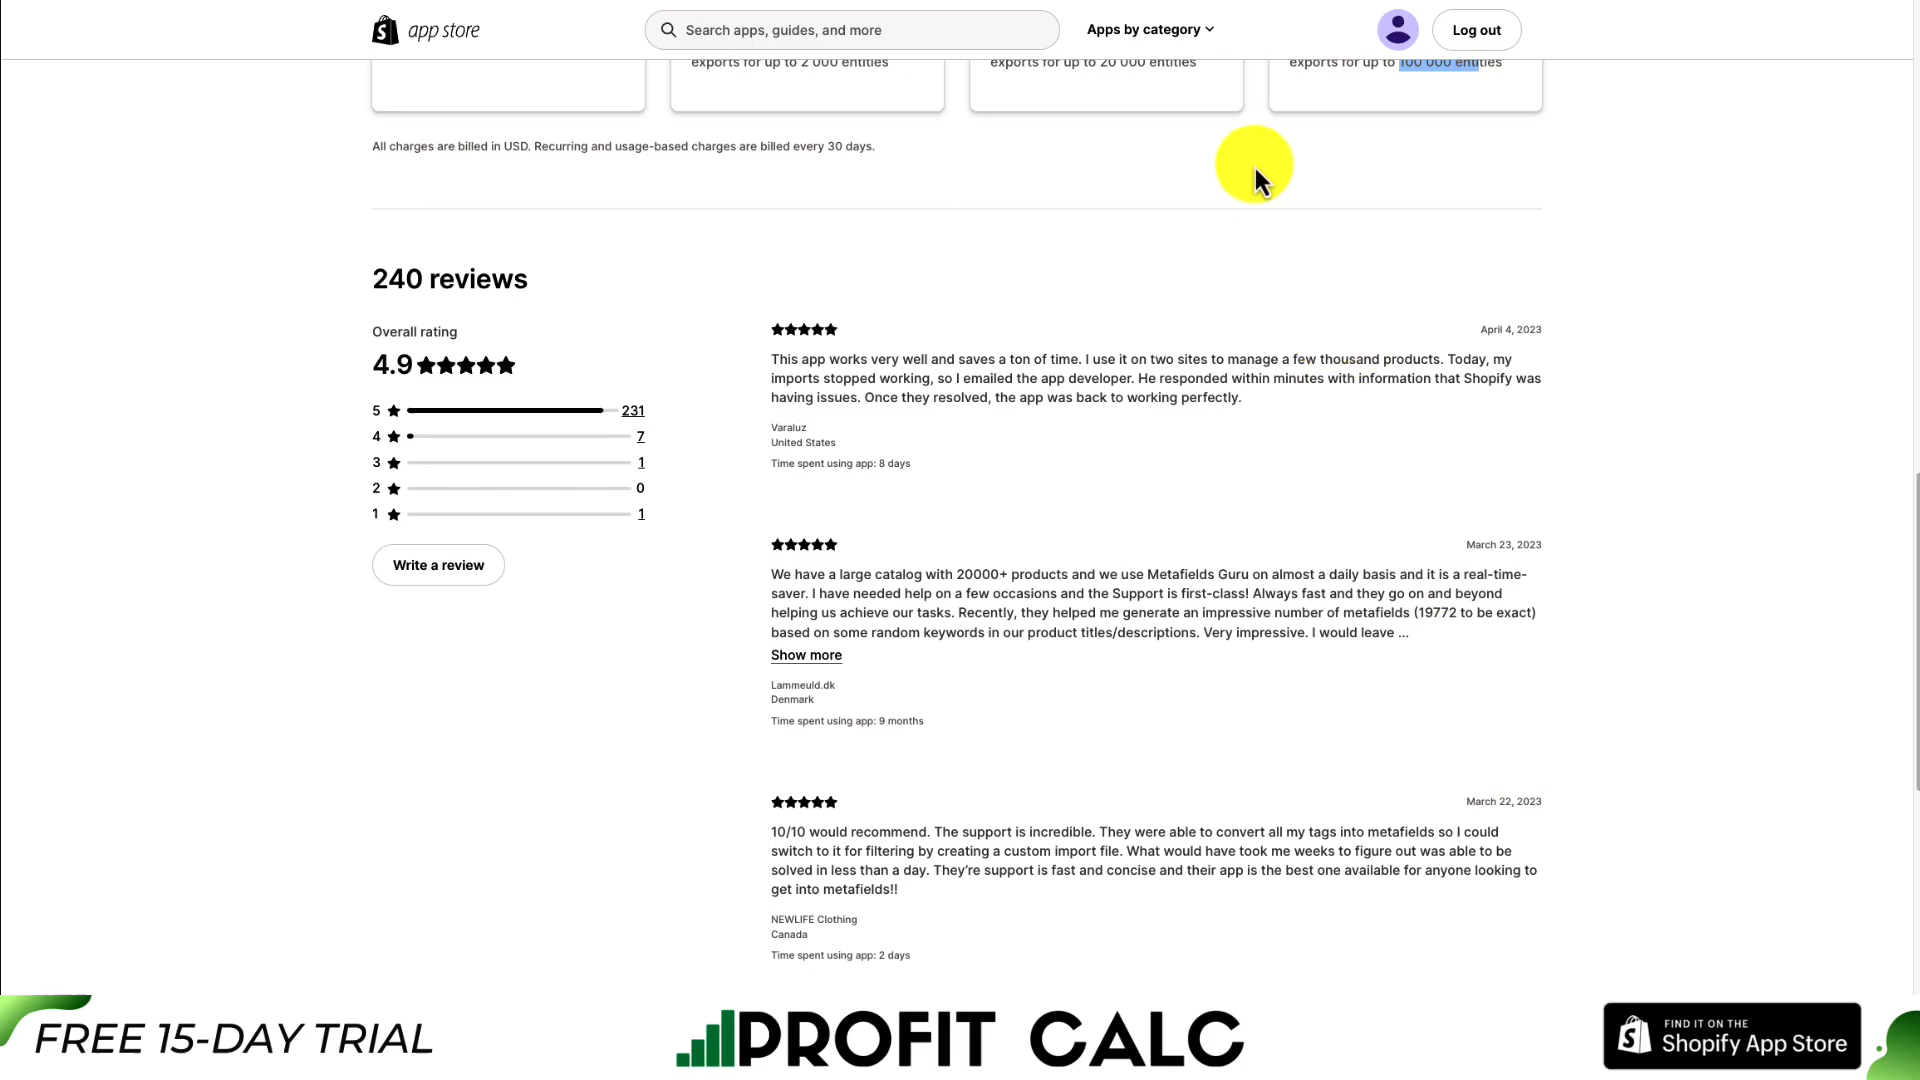 app store
Search apps, guides, and more
Apps by category
Log out
exports for up to 2 000 entities
exports for up to 20 000 entities
exports for up to 100 000 entities
All charges are billed in USD. Recurring and usage-based charges are billed every 30 days.
240 reviews
Overall rating
4.9
5 231
4 7
3 1
2 0
1 1
Write a review
April 4, 2023
This app works very well and saves a ton of time. I use it on two sites to manage a few thousand products. Today, my
imports stopped working, so I emailed the app developer. He responded within minutes with information that Shopify was
having issues. Once they resolved, the app was back to working perfectly.
Varaluz
United States
Time spent using app: 8 days
March 23, 2023
We have a large catalog with 20000+ products and we use Metafields Guru on almost a daily basis and it is a real-time-
saver. I have needed help on a few occasions and the Support is first-class! Always fast and they go on and beyond
helping us achieve our tasks. Recently, they helped me generate an impressive number of metafields (19772 to be exact)
based on some random keywords in our product titles/descriptions. Very impressive. I would leave ...
Show more
Lammeuld.dk
Denmark
Time spent using app: 9 months
March 22, 2023
10/10 would recommend. The support is incredible. They were able to convert all my tags into metafields so I could
switch to it for filtering by creating a custom import file. What would have took me weeks to figure out was able to be
solved in less than a day. They’re support is fast and concise and their app is the best one available for anyone looking to
get into metafields!!
NEWLIFE Clothing
Canada
Time spent using app: 2 days
FREE 15-DAY TRIAL
PROFIT CALC
FIND IT ON THE
Shopify App Store